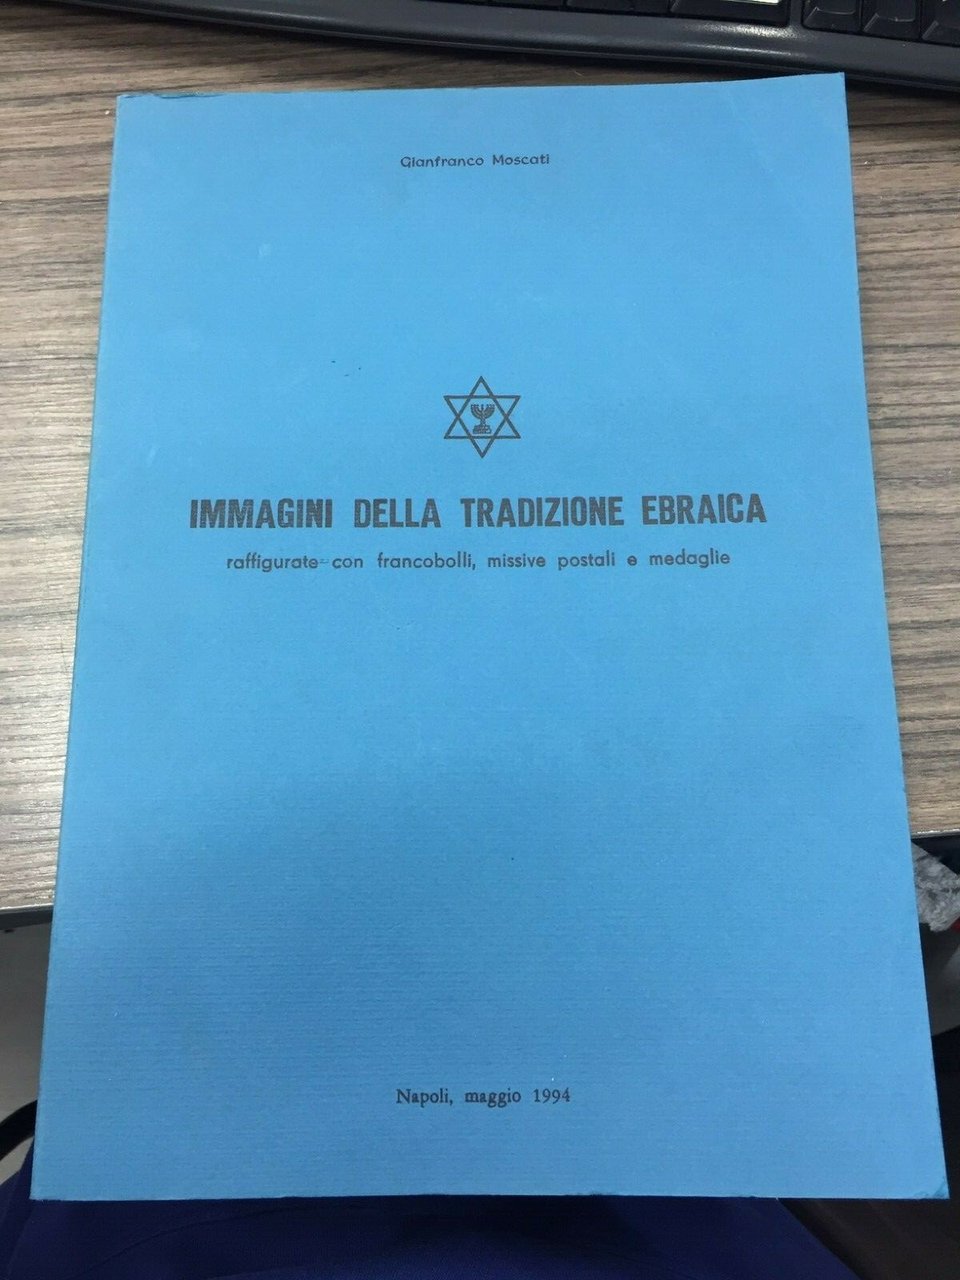 Gianfranco Moscati
IMMAGINI DELLA TRADIZIONE EBRAICA
raffigurate con francobolli, missive postali e medaglie
Napoli, maggio 1994